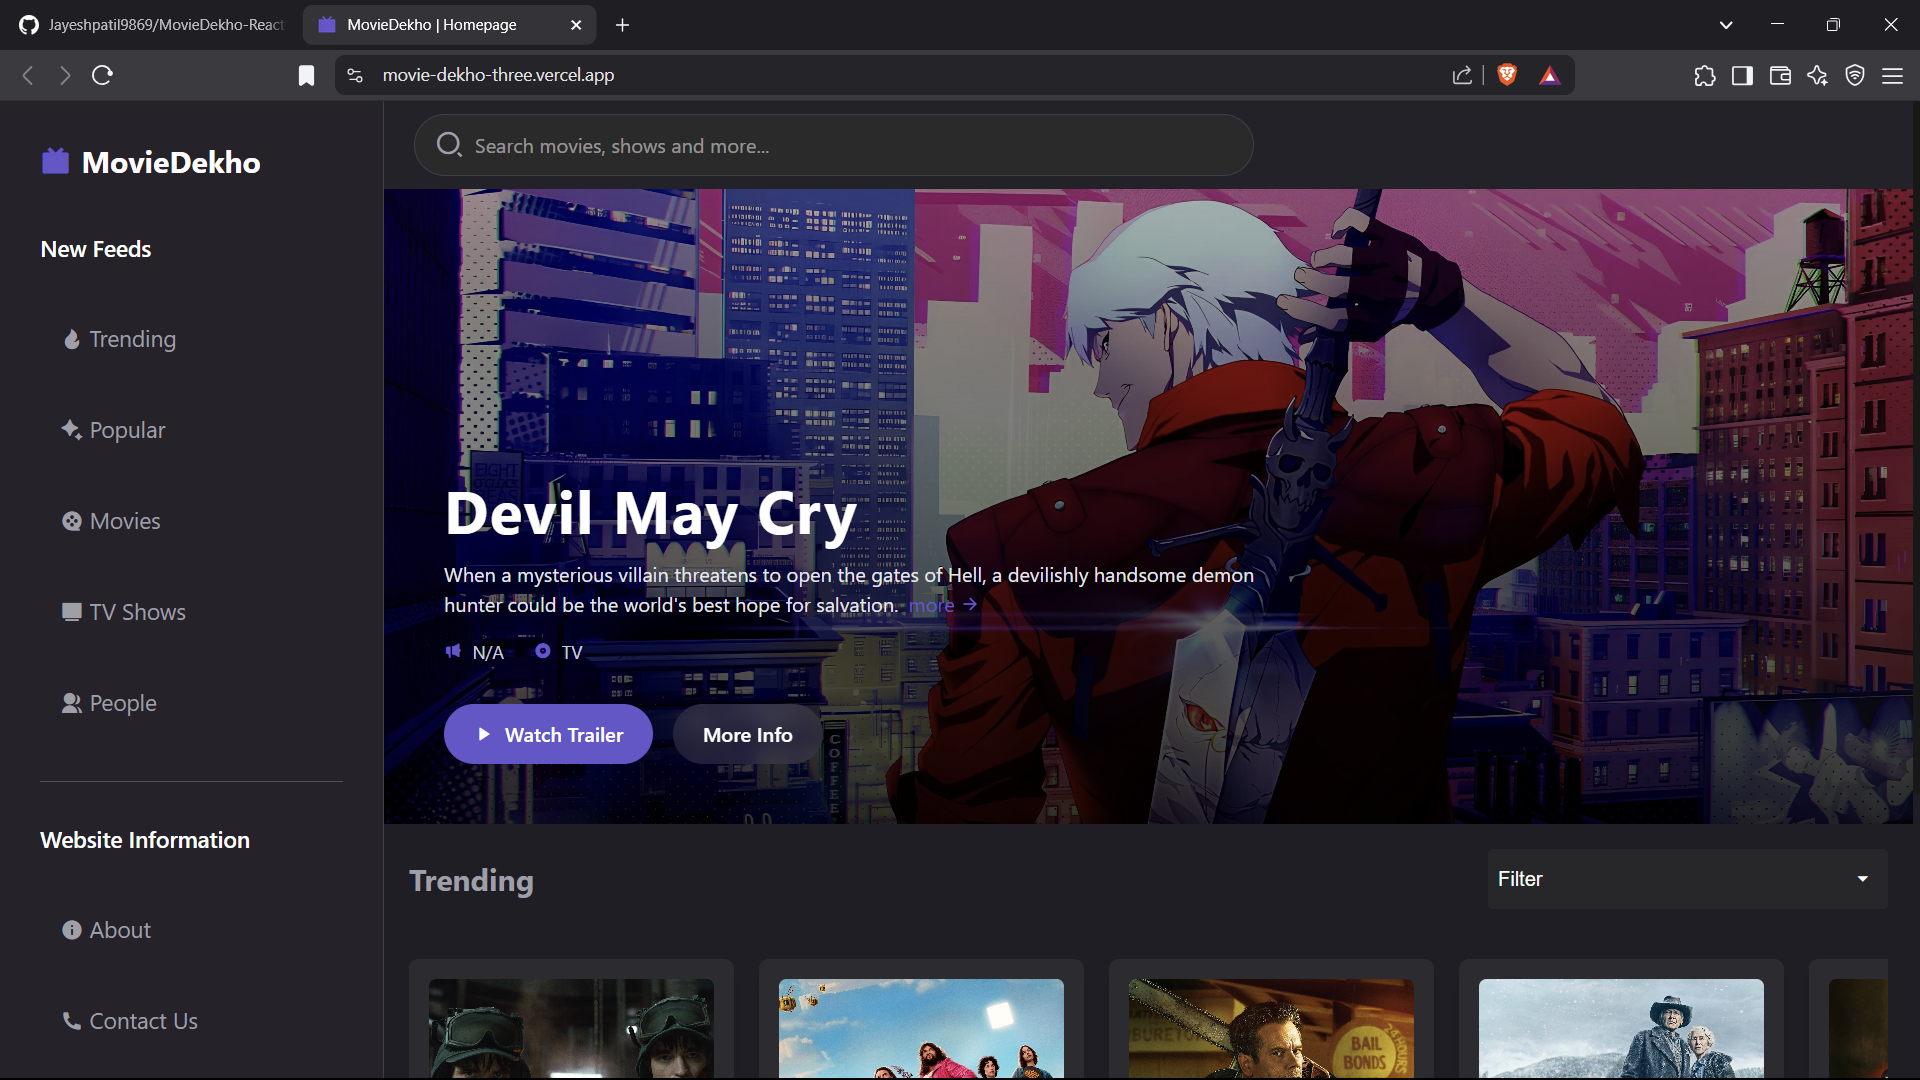 Jayeshpatil9869/MovieDekho-React
MovieDekho | Homepage
movie-dekho-three.vercel.app
MovieDekho
New Feeds
Trending
Popular
Movies
TV Shows
People
Website Information
About
Contact Us
Search movies, shows and more...
EIGHT
Devil May Cry
When a mysterious villain threatens to open the gates of Hell, a devilishly handsome demon
hunter could be the world's best hope for salvation. more
N/A
TV
Watch Trailer
More Info
COFFEE
Trending
Filter
24 HOURS
BAIL
BONDS